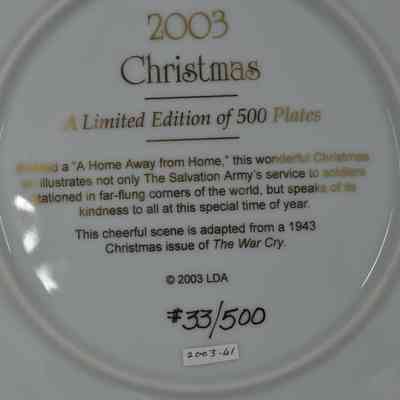 2003
Christmas
A Limited Edition of 500 Plates
a "A Home Away from Home," this wonderful Christmas
illustrates not only The Salvation Army's service to soldiers
stationed in far-flung corners of the world, but speaks of its
kindness to all at this special time of year.
This cheerful scene is adapted from a 1943
Christmas issue of The War Cry.
© 2003 LDA
#33/500
2003-61